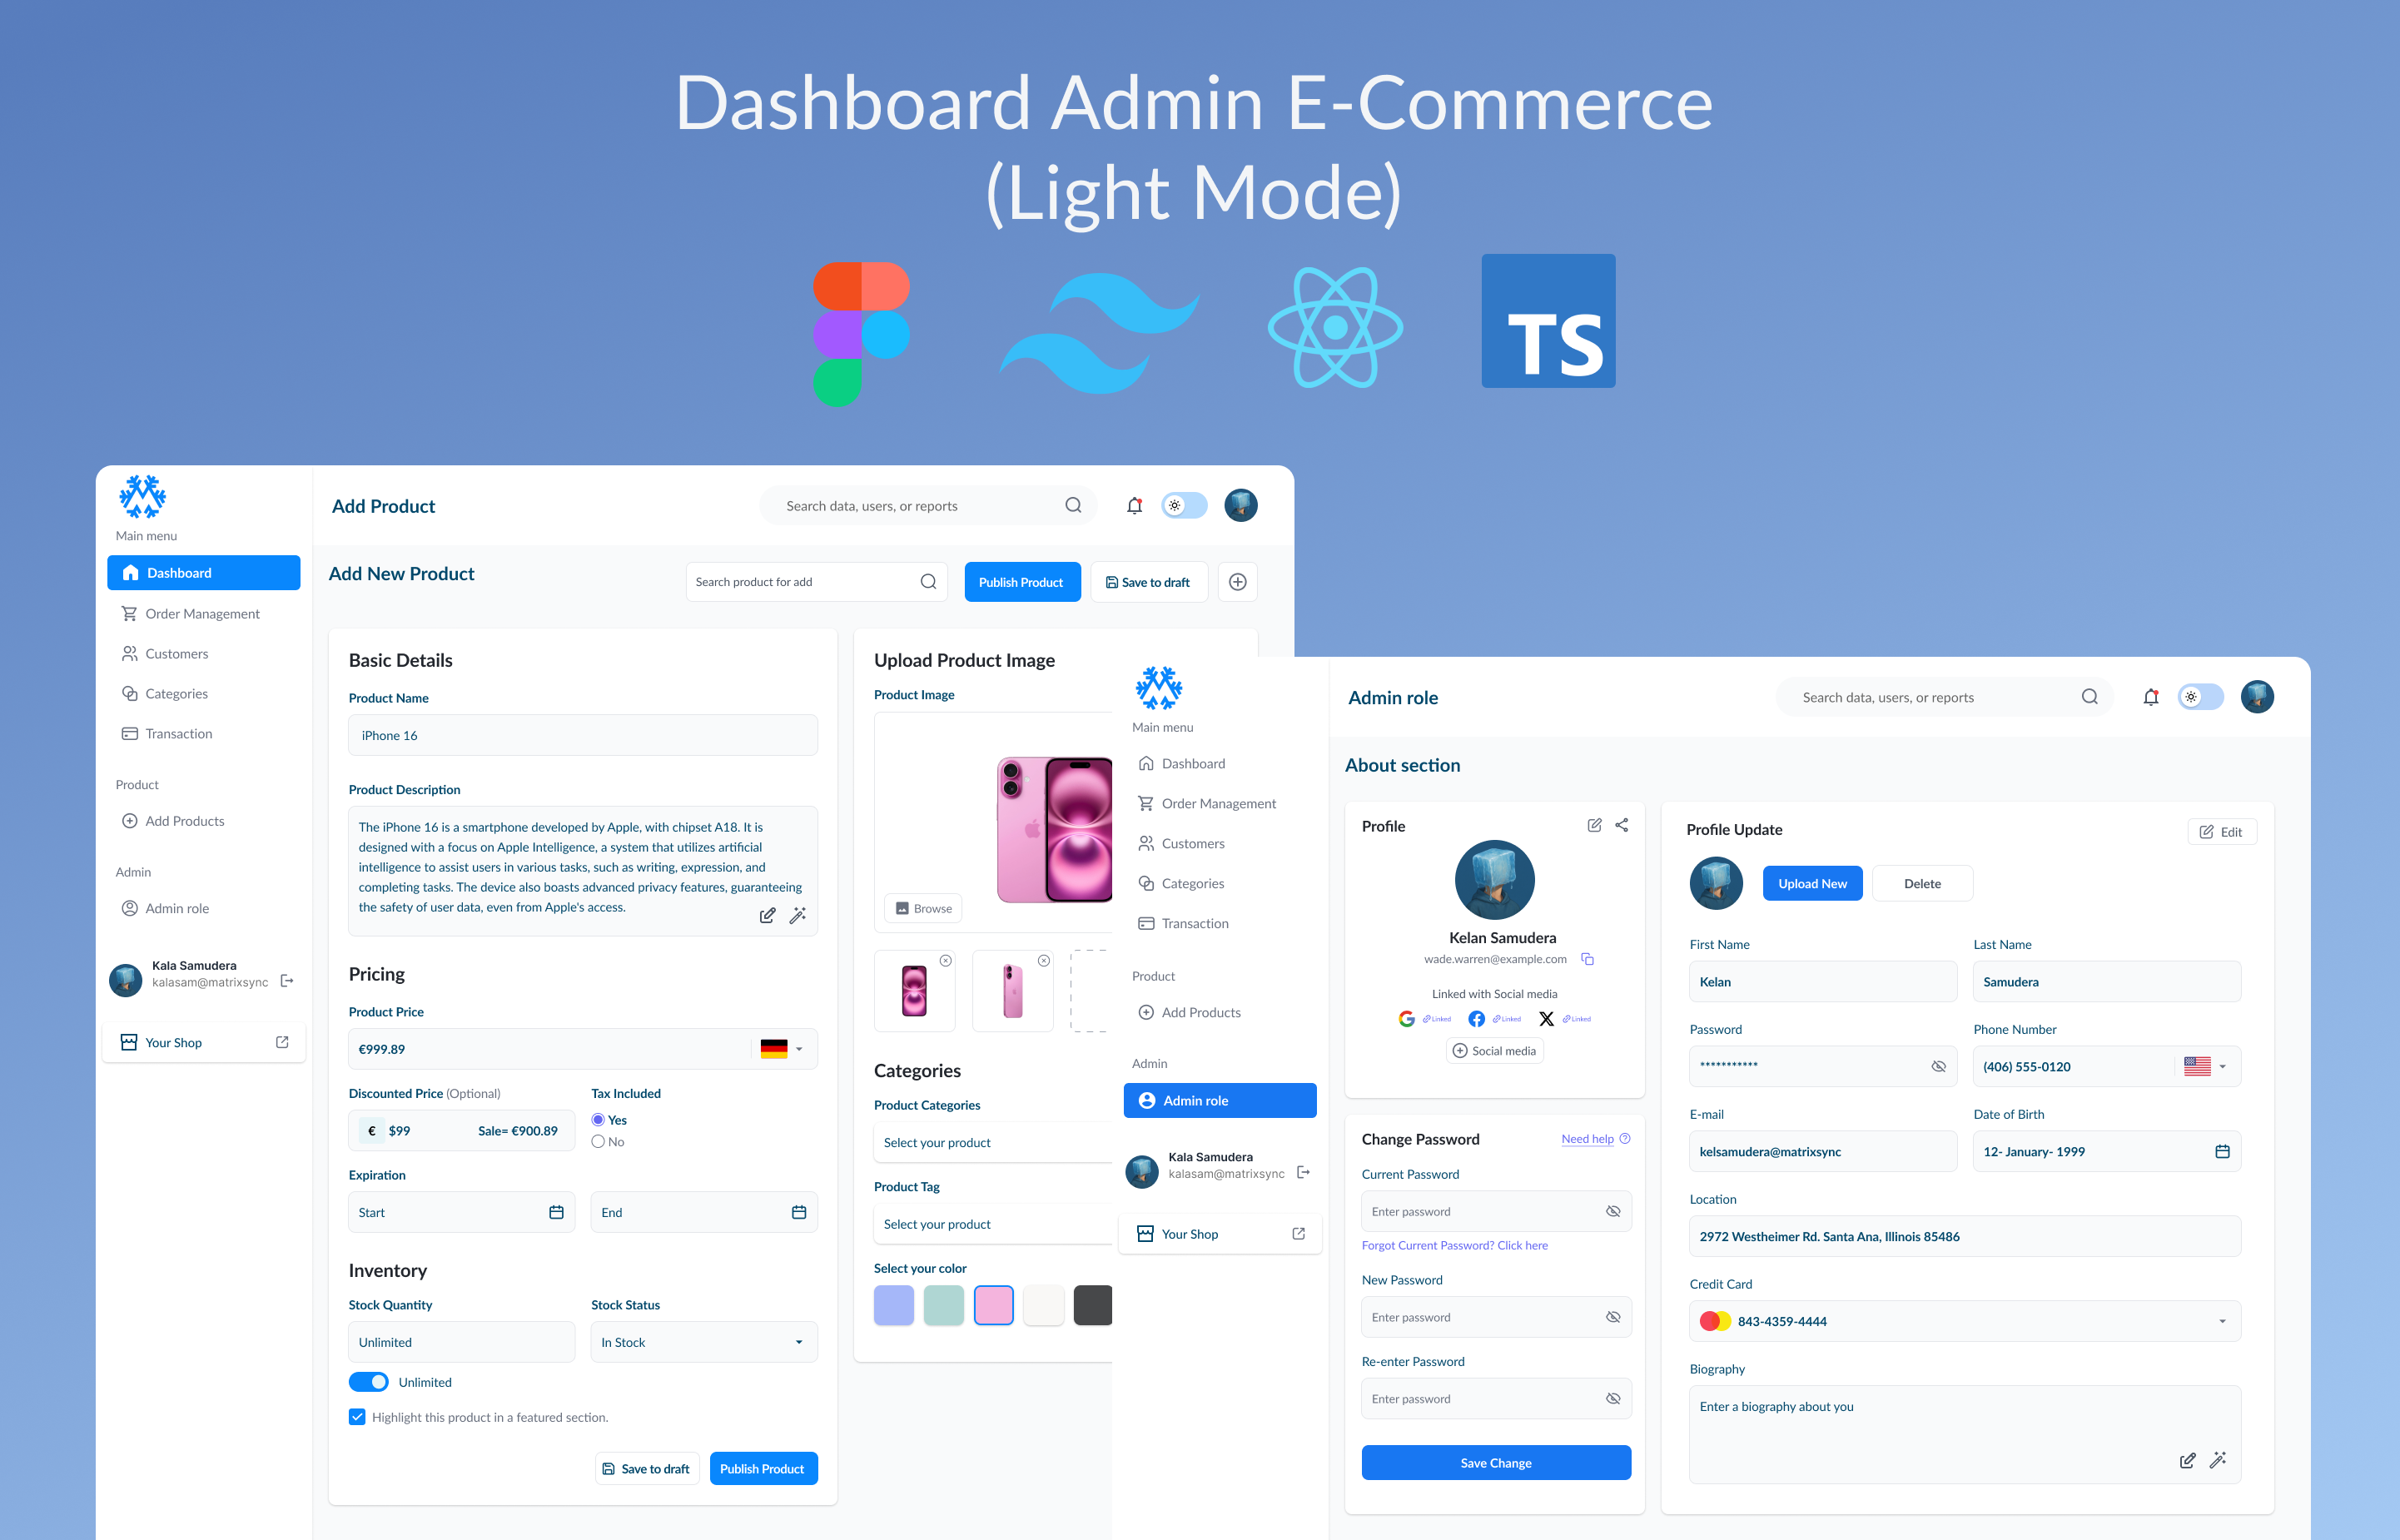 Dashboard Admin E-Commerce
(Light Mode)
TS
Main menu
Dashboard
Order Management
Customers
Categories
Transaction
Product
Add Products
Admin
Admin role
Kala Samudera
kalasam@matrixsync
Your Shop
Add Product
Search data, users, or reports
Add New Product
Search product for add
Publish Product
Save to draft
Basic Details
Product Name
iPhone 16
Product Description
The iPhone 16 is a smartphone developed by Apple, with chipset A18. It is
designed with a focus on Apple Intelligence, a system that utilizes artificial
intelligence to assist users in various tasks, such as writing, expression, and
completing tasks. The device also boasts advanced privacy features, guaranteeing
the safety of user data, even from Apple's access.
Pricing
Product Price
€999.89
Discounted Price (Optional)
€ $99 Sale= €900.89
Tax Included
Yes
No
Expiration
Start
End
Inventory
Stock Quantity
Unlimited
Stock Status
In Stock
Unlimited
Highlight this product in a featured section.
Save to draft
Publish Product
Upload Product Image
Product Image
Browse
Categories
Product Categories
Select your product
Product Tag
Select your product
Select your color
Main menu
Dashboard
Order Management
Customers
Categories
Transaction
Product
Add Products
Admin
Admin role
Kala Samudera
kalasam@matrixsync
Your Shop
Admin role
Search data, users, or reports
About section
Profile
Kelan Samudera
wade.warren@example.com
Linked with Social media
Linked
Linked
Linked
Social media
Change Password
Need help
Current Password
Enter password
Forgot Current Password? Click here
New Password
Enter password
Re-enter Password
Enter password
Save Change
Profile Update
Edit
Upload New
Delete
First Name
Kelan
Last Name
Samudera
Password
***********
Phone Number
(406) 555-0120
E-mail
kelsamudera@matrixsync
Date of Birth
12- January- 1999
Location
2972 Westheimer Rd. Santa Ana, Illinois 85486
Credit Card
843-4359-4444
Biography
Enter a biography about you